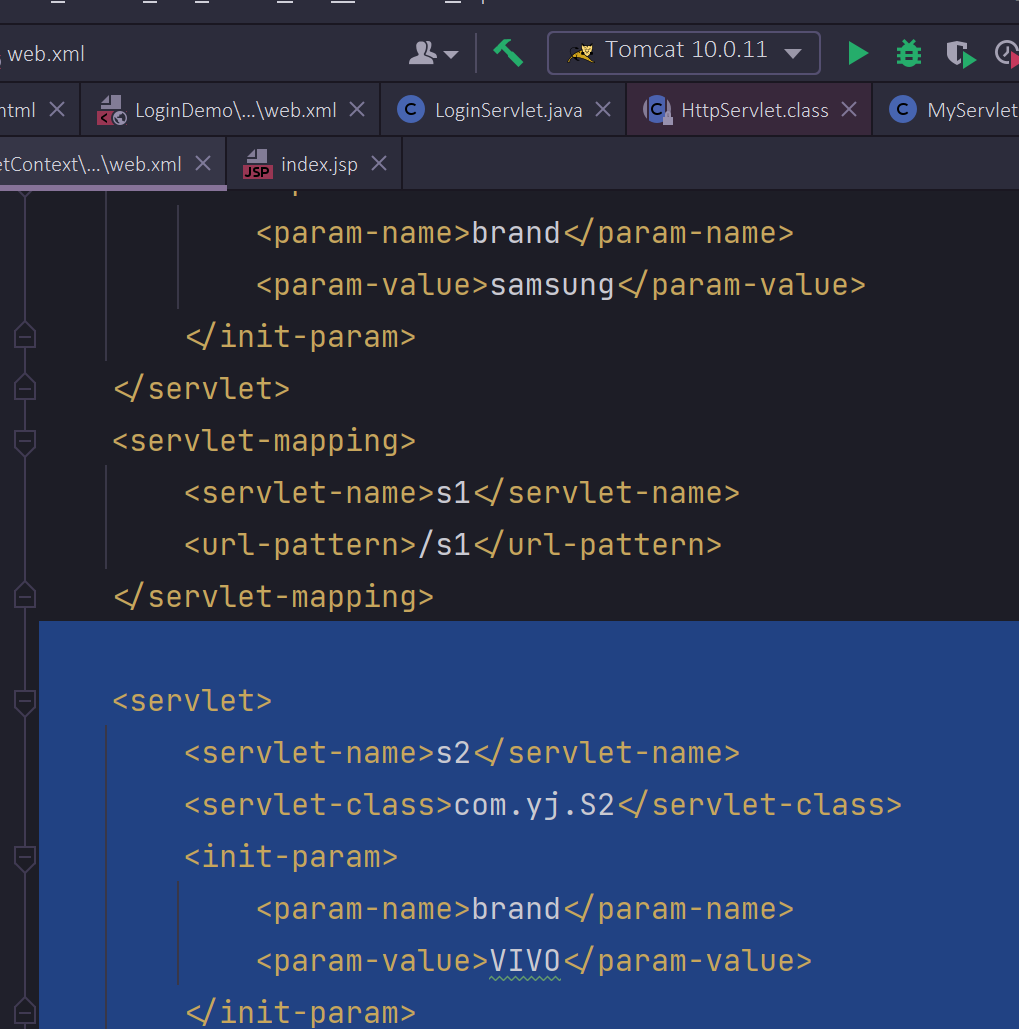 web.xml
Tomcat 10.0.11
html
LoginDemo\...\web.xml
LoginServlet.java
HttpServlet.class
MyServlet
etContext\...\web.xml
JSP
index.jsp
<param-name>brand</param-name>
<param-value>samsung</param-value>
</init-param>
</servlet>
<servlet-mapping>
<servlet-name>s1</servlet-name>
<url-pattern>/s1</url-pattern>
</servlet-mapping>
<servlet>
<servlet-name>s2</servlet-name>
<servlet-class>com.yj.S2</servlet-class>
<init-param>
<param-name>brand</param-name>
<param-value>VIVO</param-value>
</init-param>